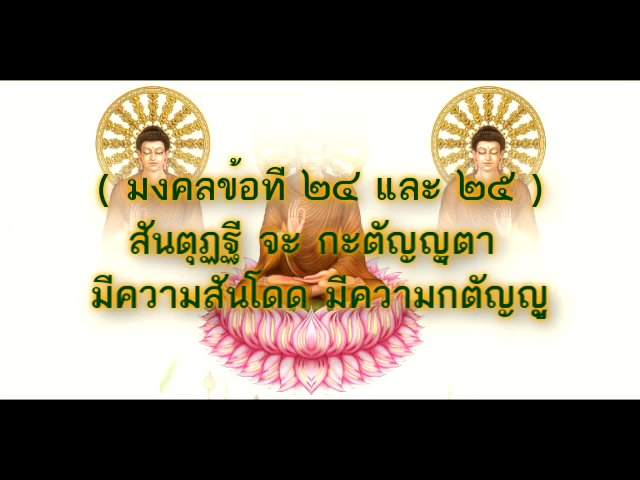 ( มงคลข้อที่ ๒๔ และ ๒๕ )
สันตุฏฐี จะ กะตัญญุตา
มีความสันโดด มีความกตัญญู